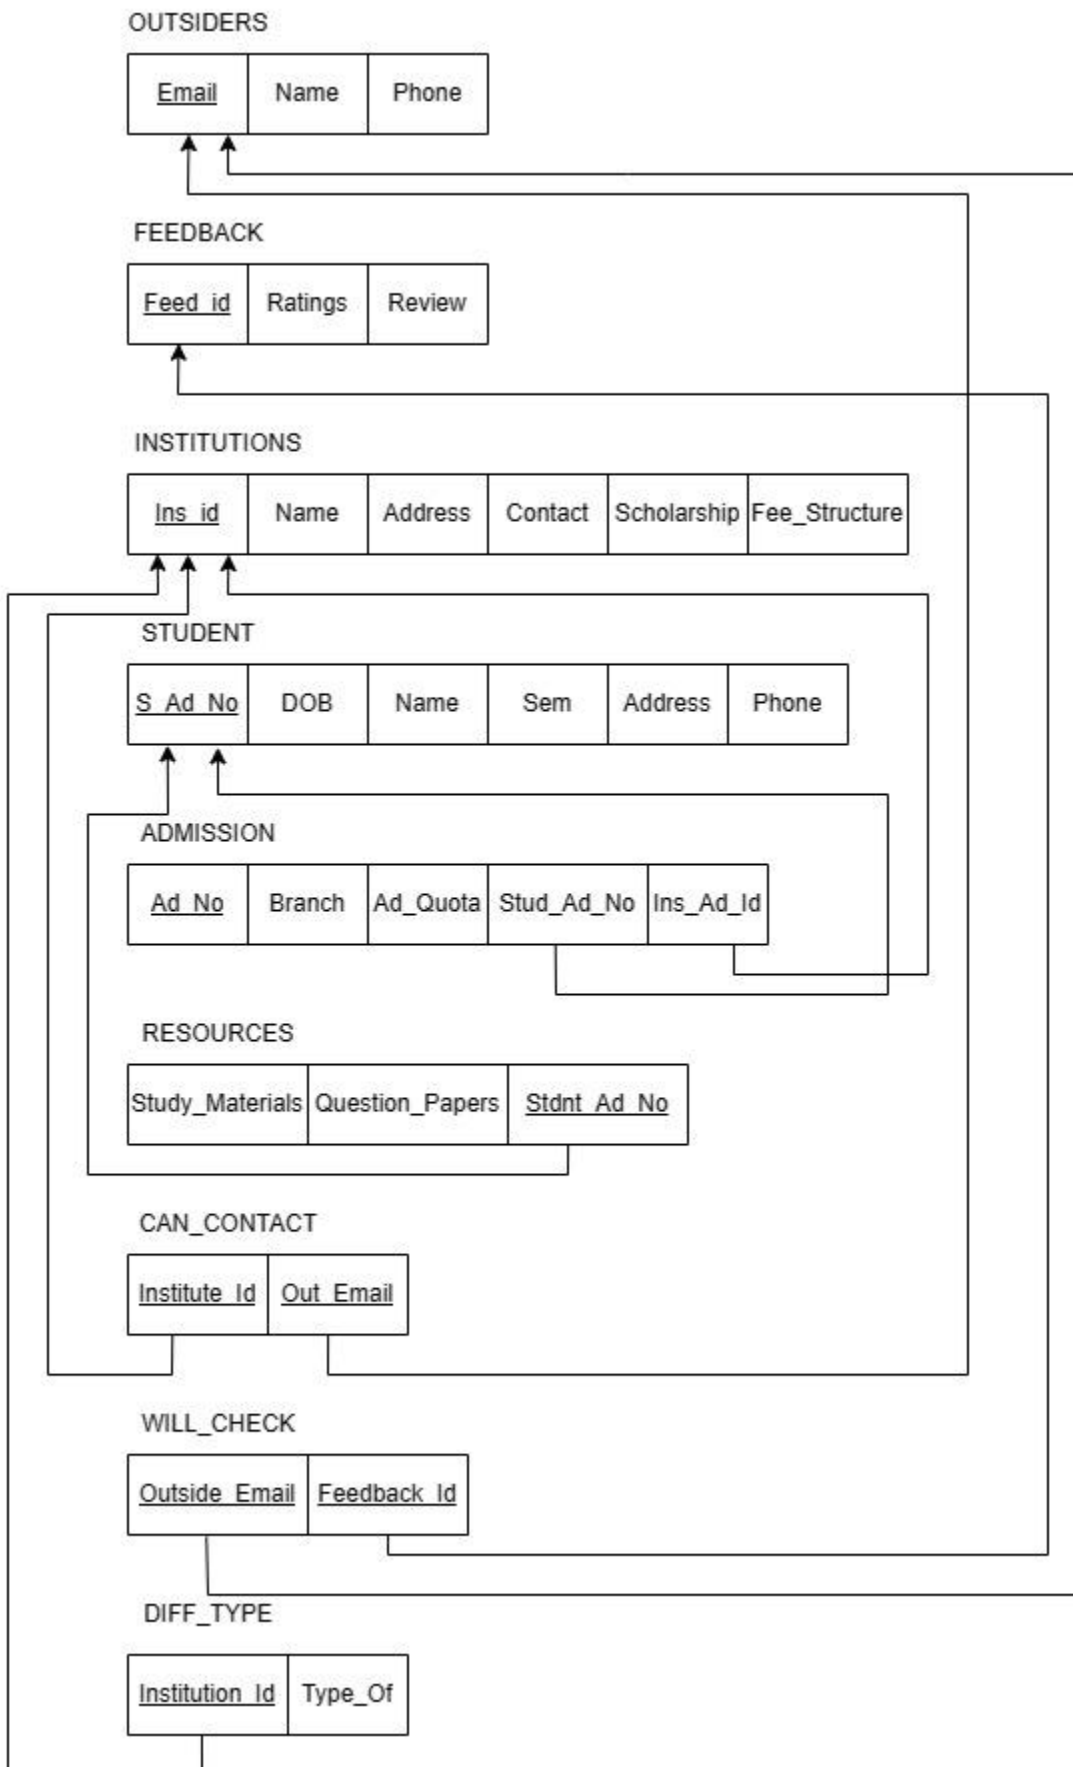 OUTSIDERS
Email Name Phone
FEEDBACK
Feed_id Ratings Review
INSTITUTIONS
Ins_id Name Address Contact Scholarship Fee_Structure
STUDENT
S_Ad_No DOB Name Sem Address Phone
ADMISSION
Ad_No Branch Ad_Quota Stud_Ad_No Ins_Ad_Id
RESOURCES
Study_Materials Question_Papers Stdnt_Ad_No
CAN_CONTACT
Institute_Id Out_Email
WILL_CHECK
Outside_Email Feedback_Id
DIFF_TYPE
Institution_Id Type_Of